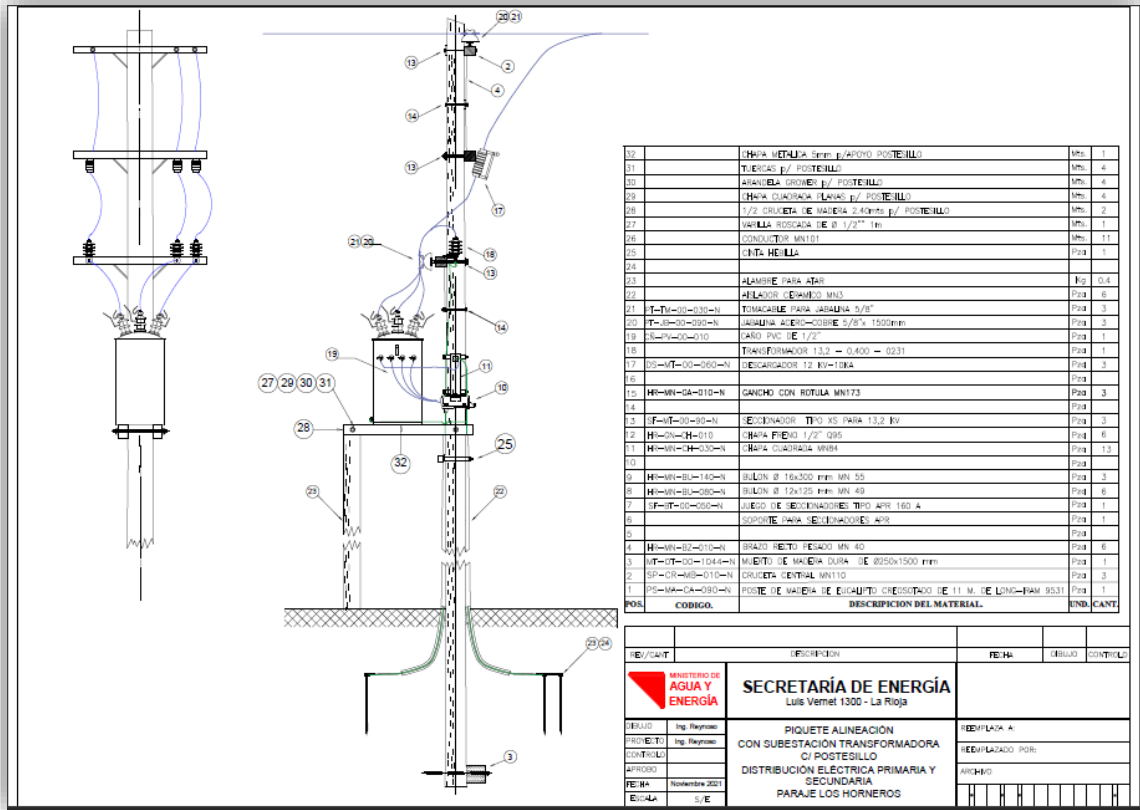 20 21
13
2
4
14
13
17
21 20
18
13
14
19
11
10
27 29 30 31
28
32
25
23
22
23 24
3
32 CHAPA METALICA 5mm p/APOYO POSTESILLO Mts. 1
31 TUERCAS p/ POSTESILLO Mts. 4
30 ARANDELA GROWER p/ POSTESILLO Mts. 4
29 CHAPA CUADRADA PLANAS p/ POSTESILLO Mts. 4
28 1/2 CRUCETA DE MADERA 2.40mts p/ POSTESILLO Mts. 2
27 VARILLA ROSCADA DE Ø 1/2"" 1m Mts. 1
26 CONDUCTOR MN101 Mts. 11
25 CINTA HEBILLA Pza 1
24
23 ALAMBRE PARA ATAR Kg 0.4
22 AISLADOR CERAMICO MN3 Pza 6
21 PT-TM-00-030-N TOMACABLE PARA JABALINA 5/8" Pza 3
20 PT-JB-00-090-N JABALINA ACERO-COBRE 5/8"x 1500mm Pza 3
19 CÑ-PV-00-010 CAÑO PVC DE 1/2" Pza 1
18 TRANSFORMADOR 13,2 - 0,400 - 0231 Pza 1
17 DS-MT-00-060-N DESCARGADOR 12 KV-10KA Pza 3
16 Pza
15 HR-MN-GA-010-N GANCHO CON ROTULA MN173 Pza 3
14 Pza
13 SF-MT-00-90-N SECCIONADOR TIPO XS PARA 13,2 KV Pza 3
12 HR-GN-CH-010 CHAPA FRENO 1/2" Q95 Pza 6
11 HR-MN-CH-030-N CHAPA CUADRADA MN84 Pza 13
10 Pza
9 HR-MN-BU-140-N BULON Ø 16x300 mm MN 55 Pza 3
8 HR-MN-BU-080-N BULON Ø 12x125 mm MN 49 Pza 6
7 SF-BT-00-050-N JUEGO DE SECCIONADORES TIPO APR 160 A Pza 1
6 SOPORTE PARA SECCIONADORES APR Pza 1
5 Pza
4 HR-MN-BZ-010-N BRAZO RECTO PESADO MN 40 Pza 6
3 MT-OT-00-1044-N MUERTO DE MADERA DURA DE Ø250x1500 mm Pza 1
2 SP-CR-MB-010-N CRUCETA CENTRAL MN110 Pza 3
1 PS-MA-CA-090-N POSTE DE MADERA DE EUCALIPTO CREOSOTADO DE 11 M. DE LONG-IRAM 9531 Pza 1
POS. CODIGO. DESCRIPICION DEL MATERIAL. UND. CANT.
REV/CANT DESCRIPCION FECHA DIBUJO CONTROLO
MINISTERIO DE
AGUA Y
ENERGÍA
SECRETARÍA DE ENERGÍA
Luis Vernet 1300 - La Rioja
DIBUJO Ing. Reynoso
PROYECTO Ing. Reynoso
CONTROLO
APROBO
FECHA Noviembre 2021
ESCALA S/E
PIQUETE ALINEACIÓN
CON SUBESTACIÓN TRANSFORMADORA
C/ POSTESILLO
DISTRIBUCIÓN ELÉCTRICA PRIMARIA Y
SECUNDARIA
PARAJE LOS HORNEROS
REEMPLAZA A:
REEMPLAZADO POR:
ARCHIVO